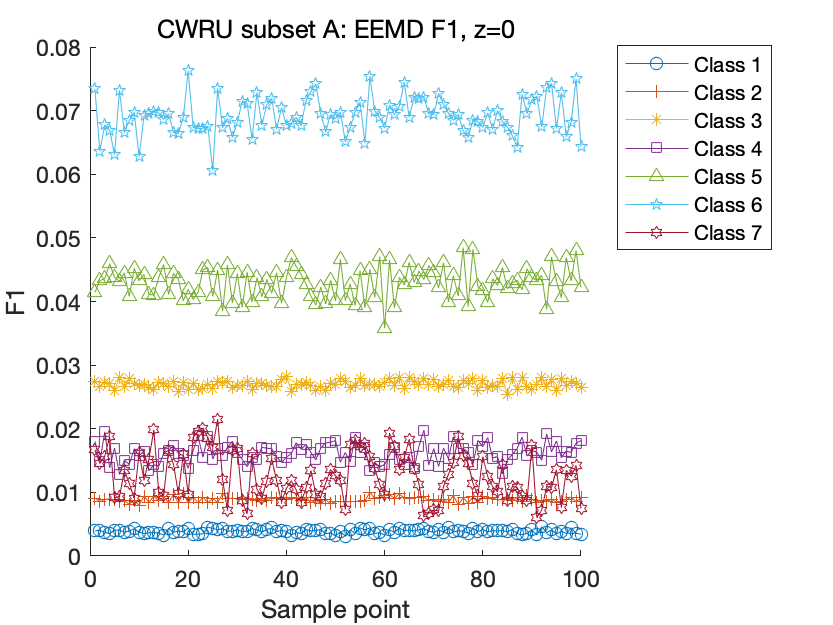 CWRU subset A: EEMD F1, z=0
0.08
0.07
0.06
0.05
0.04
0.03
0.02
0.01
0
F1
0 20 40 60 80 100
Sample point
Class 1
Class 2
Class 3
Class 4
Class 5
Class 6
Class 7